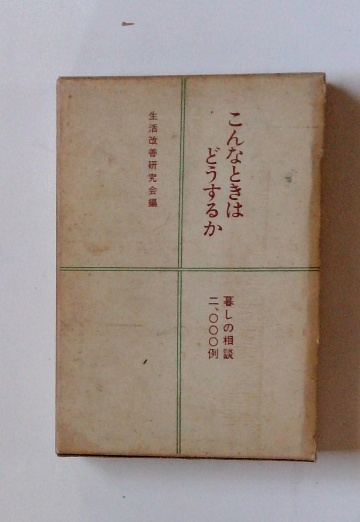 こんなときは
どうするか
暮しの相談
二、〇〇〇例
生活改善研究会編